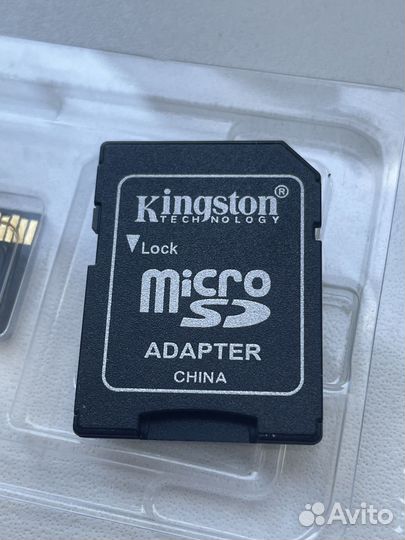 Kingston®
TECHNOLOGY
Lock
micro
SD
ADAPTER
CHINA
Avito